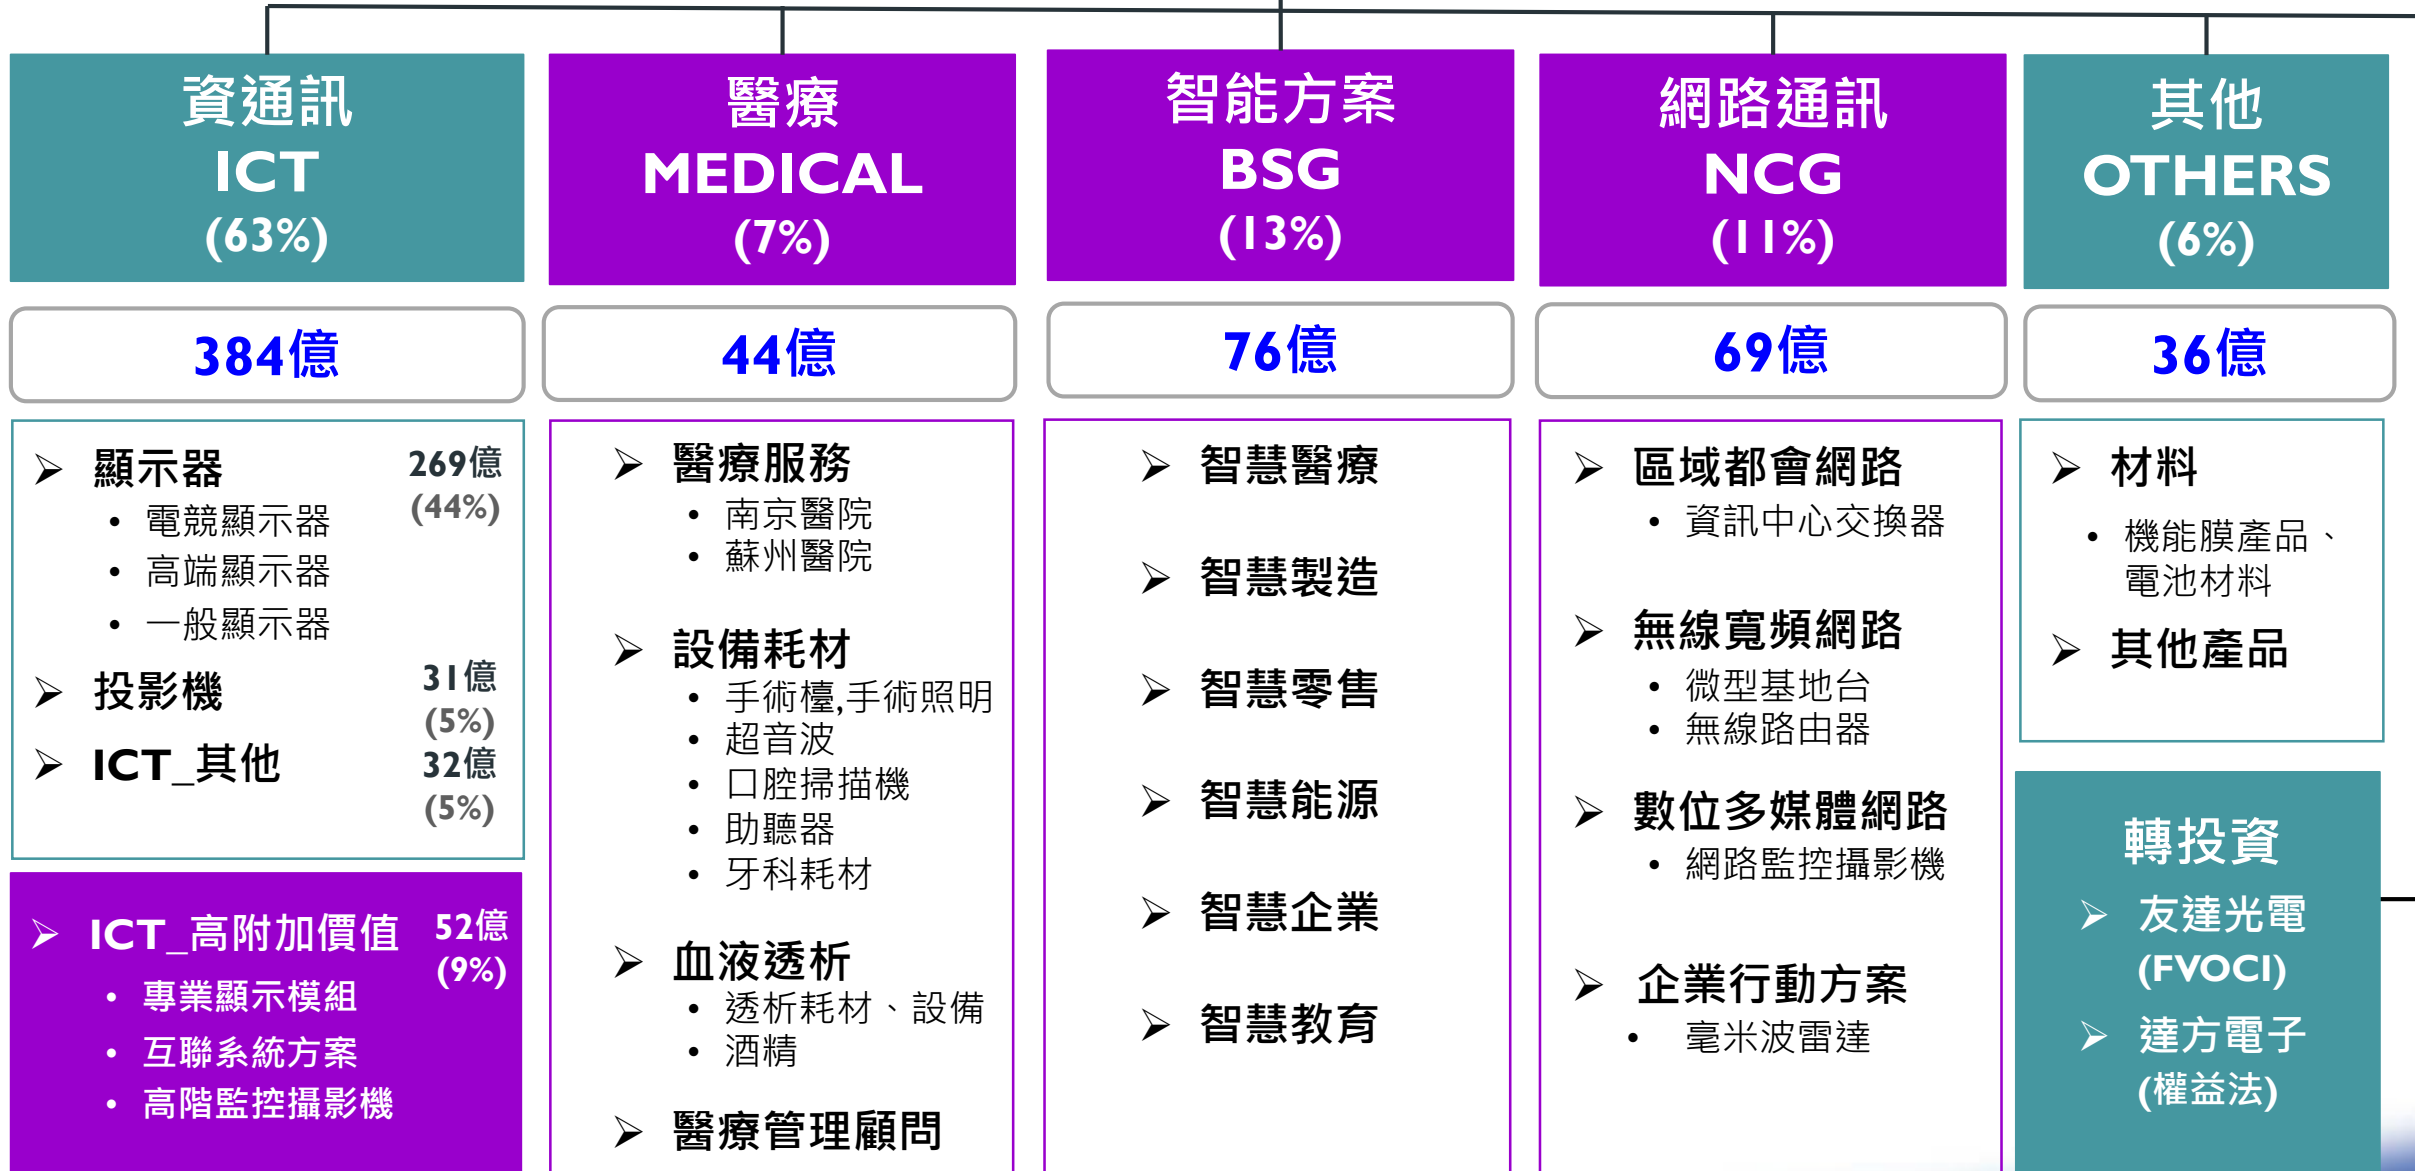 資通訊
ICT
(63%)
384億
顯示器 269億
(44%)
• 電競顯示器
• 高端顯示器
• 一般顯示器
投影機 31億
(5%)
ICT_其他 32億
(5%)
ICT_高附加價值 52億
(9%)
• 專業顯示模組
• 互聯系統方案
• 高階監控攝影機
醫療
MEDICAL
(7%)
44億
醫療服務
• 南京醫院
• 蘇州醫院
設備耗材
• 手術檯,手術照明
• 超音波
• 口腔掃描機
• 助聽器
• 牙科耗材
血液透析
• 透析耗材、設備
• 酒精
醫療管理顧問
智能方案
BSG
(13%)
76億
智慧醫療
智慧製造
智慧零售
智慧能源
智慧企業
智慧教育
網路通訊
NCG
(11%)
69億
區域都會網路
• 資訊中心交換器
無線寬頻網路
• 微型基地台
• 無線路由器
數位多媒體網路
• 網路監控攝影機
企業行動方案
• 毫米波雷達
其他
OTHERS
(6%)
36億
材料
• 機能膜產品、
電池材料
其他產品
轉投資
友達光電
(FVOCI)
達方電子
(權益法)